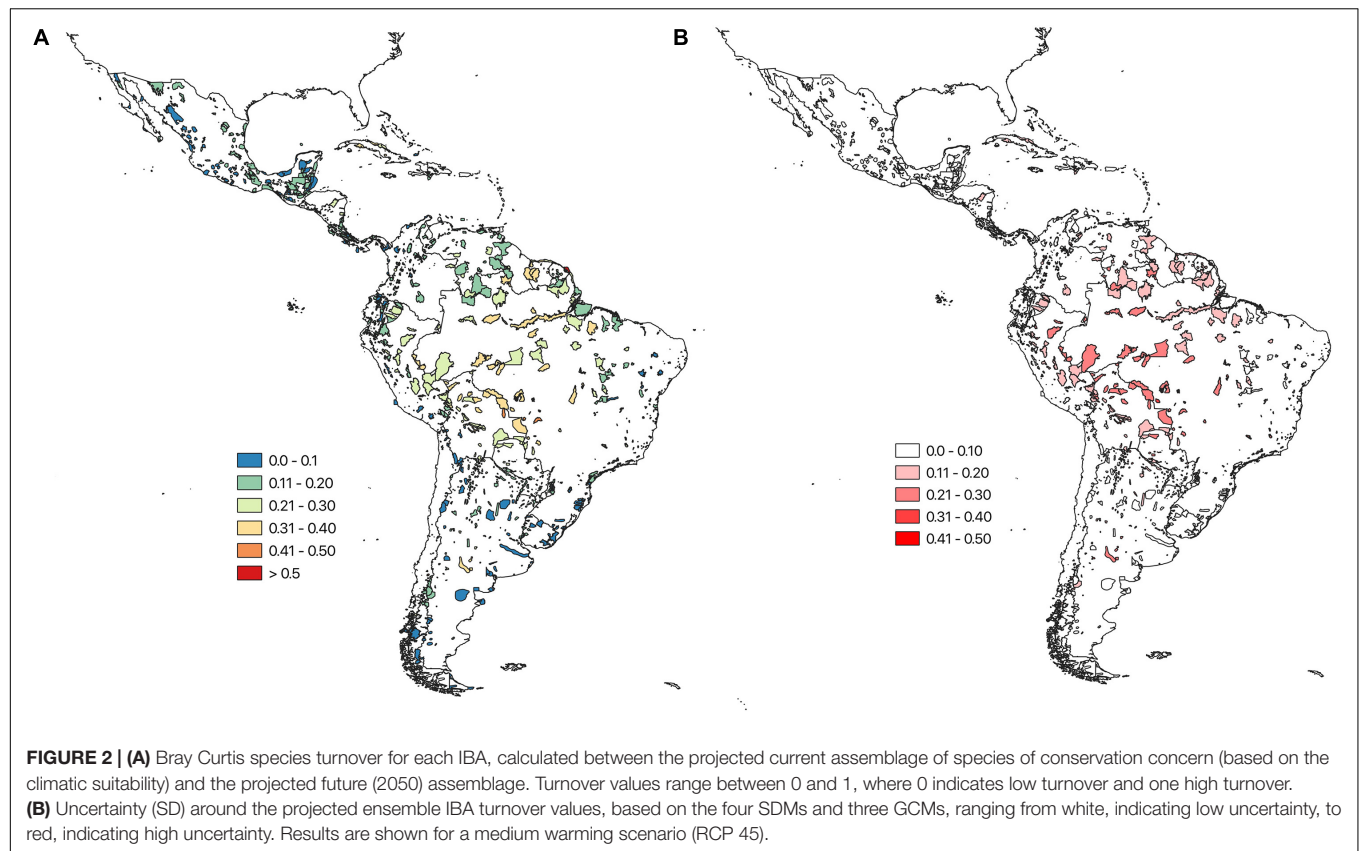 A
B
0.0 - 0.1
0.11 - 0.20
0.21 - 0.30
0.31 - 0.40
0.41 - 0.50
> 0.5
0.0 - 0.10
0.11 - 0.20
0.21 - 0.30
0.31 - 0.40
0.41 - 0.50
FIGURE 2 | (A) Bray Curtis species turnover for each IBA, calculated between the projected current assemblage of species of conservation concern (based on the
climatic suitability) and the projected future (2050) assemblage. Turnover values range between 0 and 1, where 0 indicates low turnover and one high turnover.
(B) Uncertainty (SD) around the projected ensemble IBA turnover values, based on the four SDMs and three GCMs, ranging from white, indicating low uncertainty, to
red, indicating high uncertainty. Results are shown for a medium warming scenario (RCP 45).